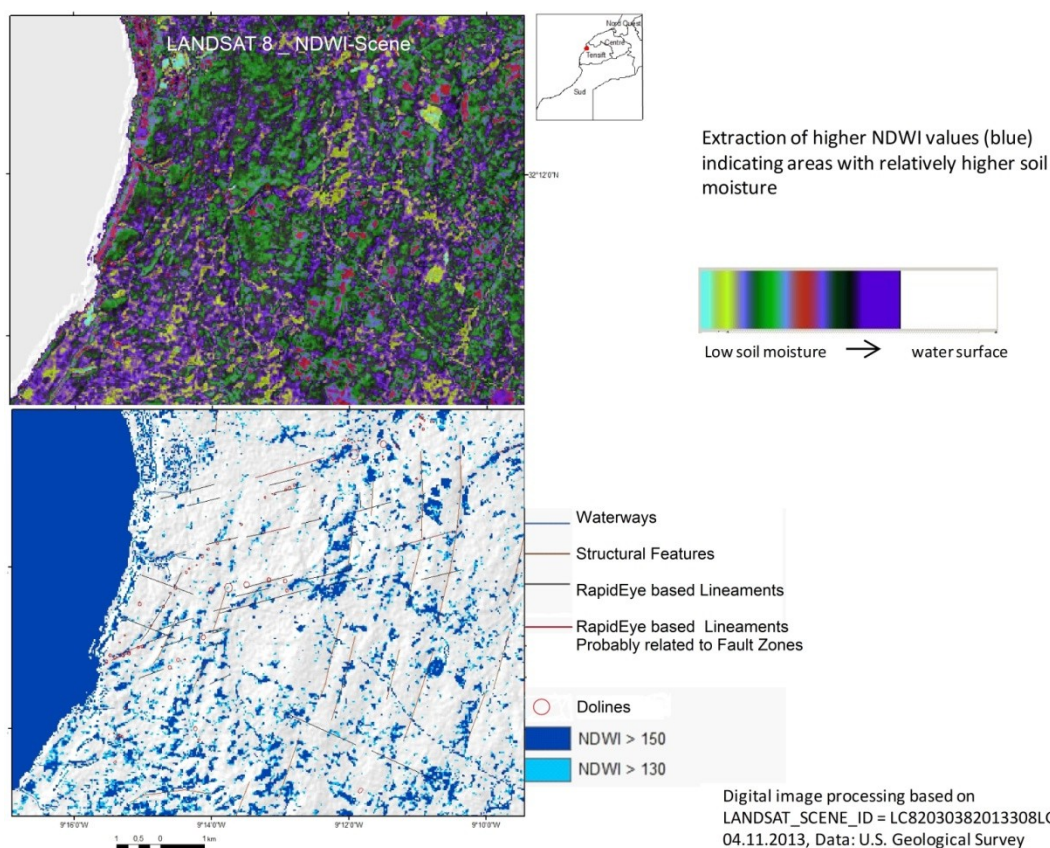 LANDSAT 8 _ NDWI-Scene
Nord Ouest
Centre
Tensift
Sud
32°12'0"N
Extraction of higher NDWI values (blue)
indicating areas with relatively higher soil
moisture
Low soil moisture → water surface
Waterways
Structural Features
RapidEye based Lineaments
RapidEye based Lineaments
Probably related to Fault Zones
Dolines
NDWI > 150
NDWI > 130
9°16'0"W 9°14'0"W 9°12'0"W 9°10'0"W
1 0.5 0 1 km
Digital image processing based on
LANDSAT_SCENE_ID = LC82030382013308LG
04.11.2013, Data: U.S. Geological Survey